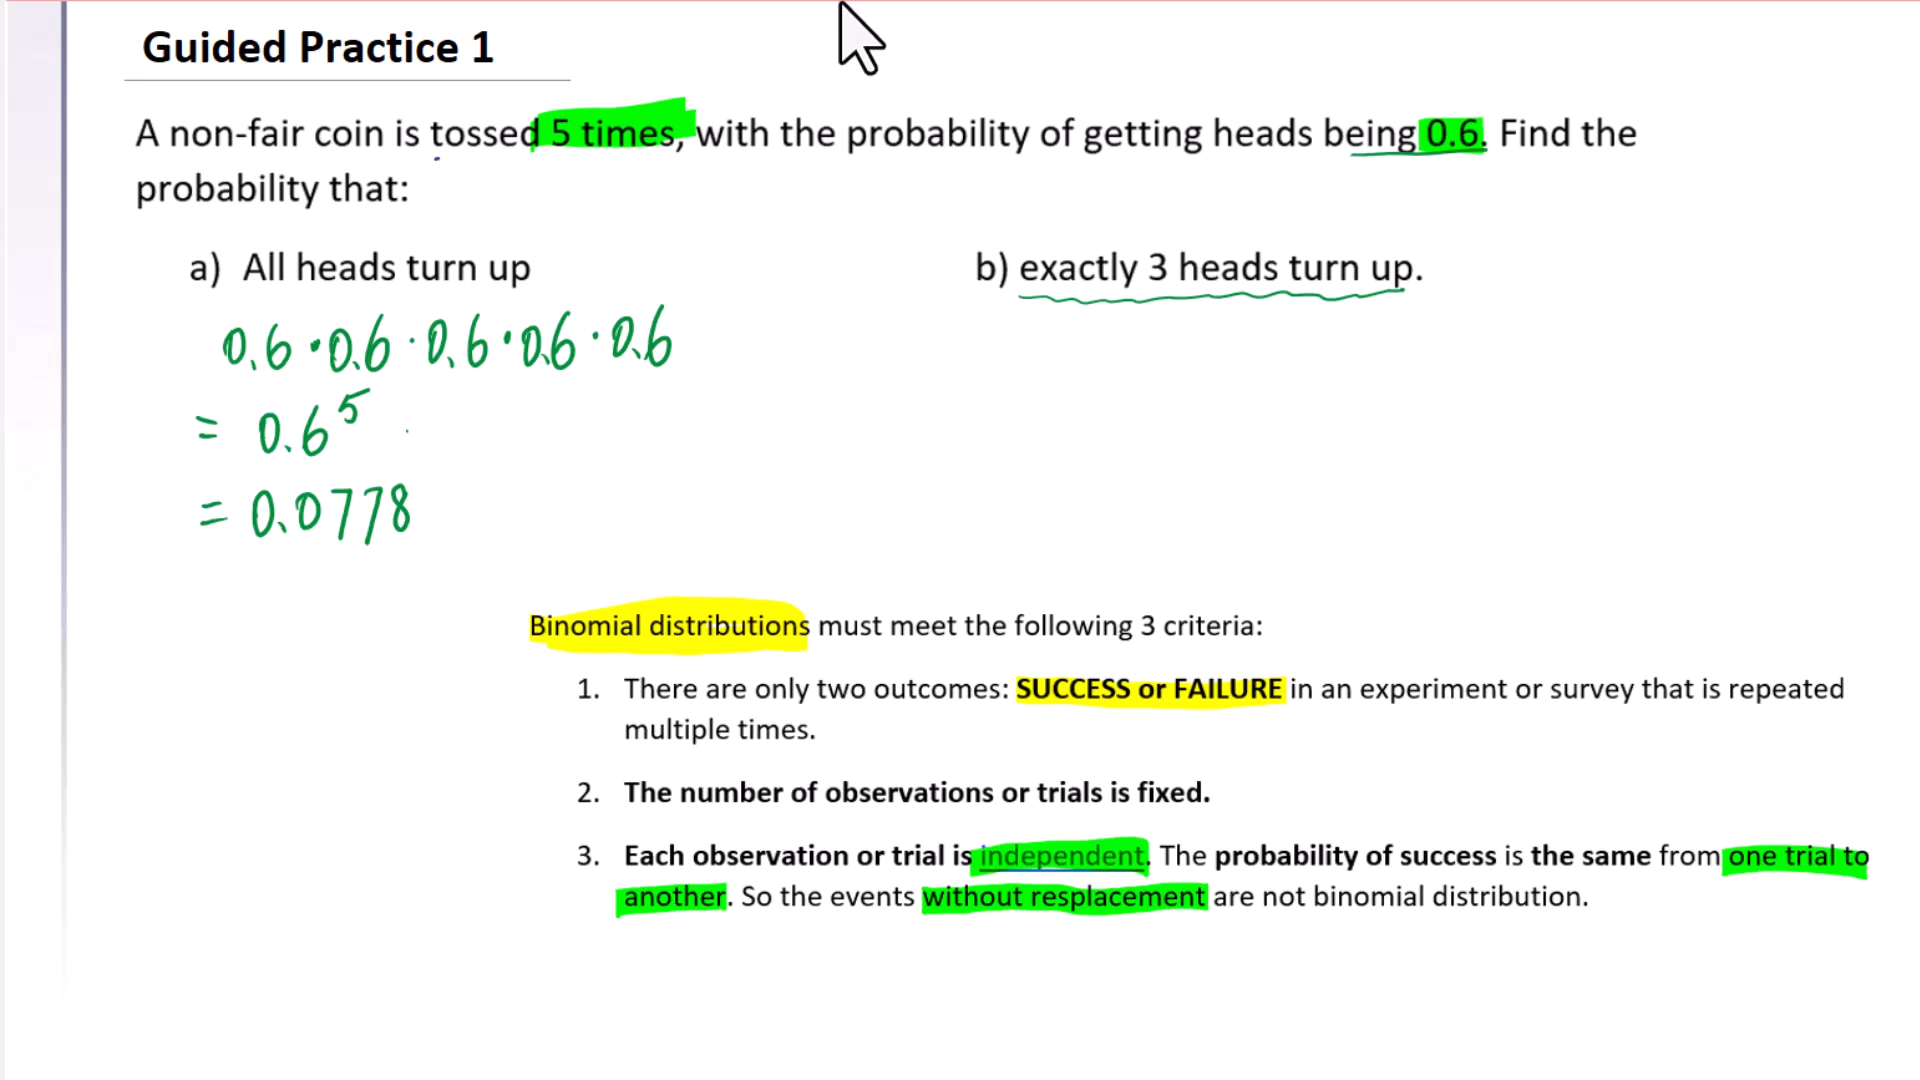 Guided Practice 1
A non-fair coin is tossed 5 times, with the probability of getting heads being 0.6. Find the
probability that:
a) All heads turn up
b) exactly 3 heads turn up.
0.6 · 0.6 · 0.6 · 0.6 · 0.6
= 0.6⁵
= 0.0778
Binomial distributions must meet the following 3 criteria:
1. There are only two outcomes: SUCCESS or FAILURE in an experiment or survey that is repeated
multiple times.
2. The number of observations or trials is fixed.
3. Each observation or trial is independent. The probability of success is the same from one trial to
another. So the events without resplacement are not binomial distribution.